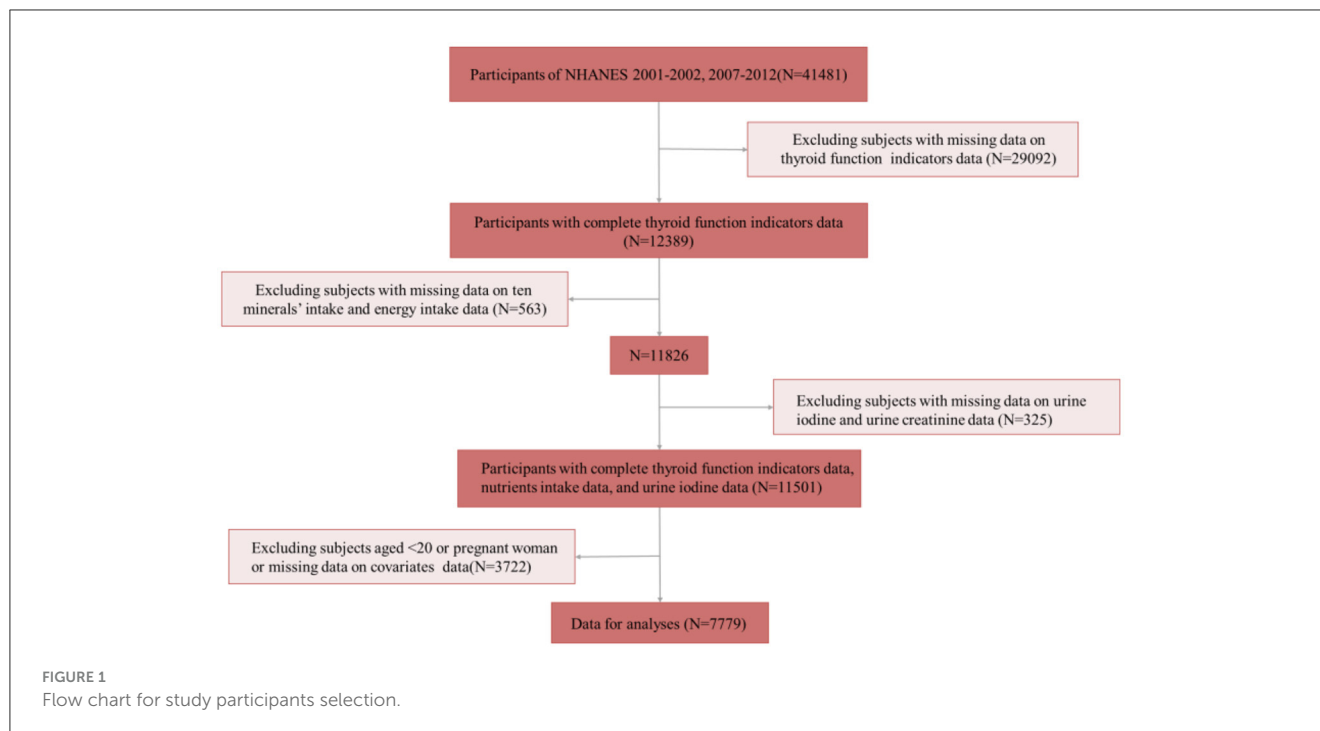 Participants of NHANES 2001-2002, 2007-2012(N=41481)
Excluding subjects with missing data on
thyroid function indicators data (N=29092)
Participants with complete thyroid function indicators data
(N=12389)
Excluding subjects with missing data on ten
minerals’ intake and energy intake data (N=563)
N=11826
Excluding subjects with missing data on urine
iodine and urine creatinine data (N=325)
Participants with complete thyroid function indicators data,
nutrients intake data, and urine iodine data (N=11501)
Excluding subjects aged <20 or pregnant woman
or missing data on covariates data(N=3722)
Data for analyses (N=7779)
FIGURE 1
Flow chart for study participants selection.